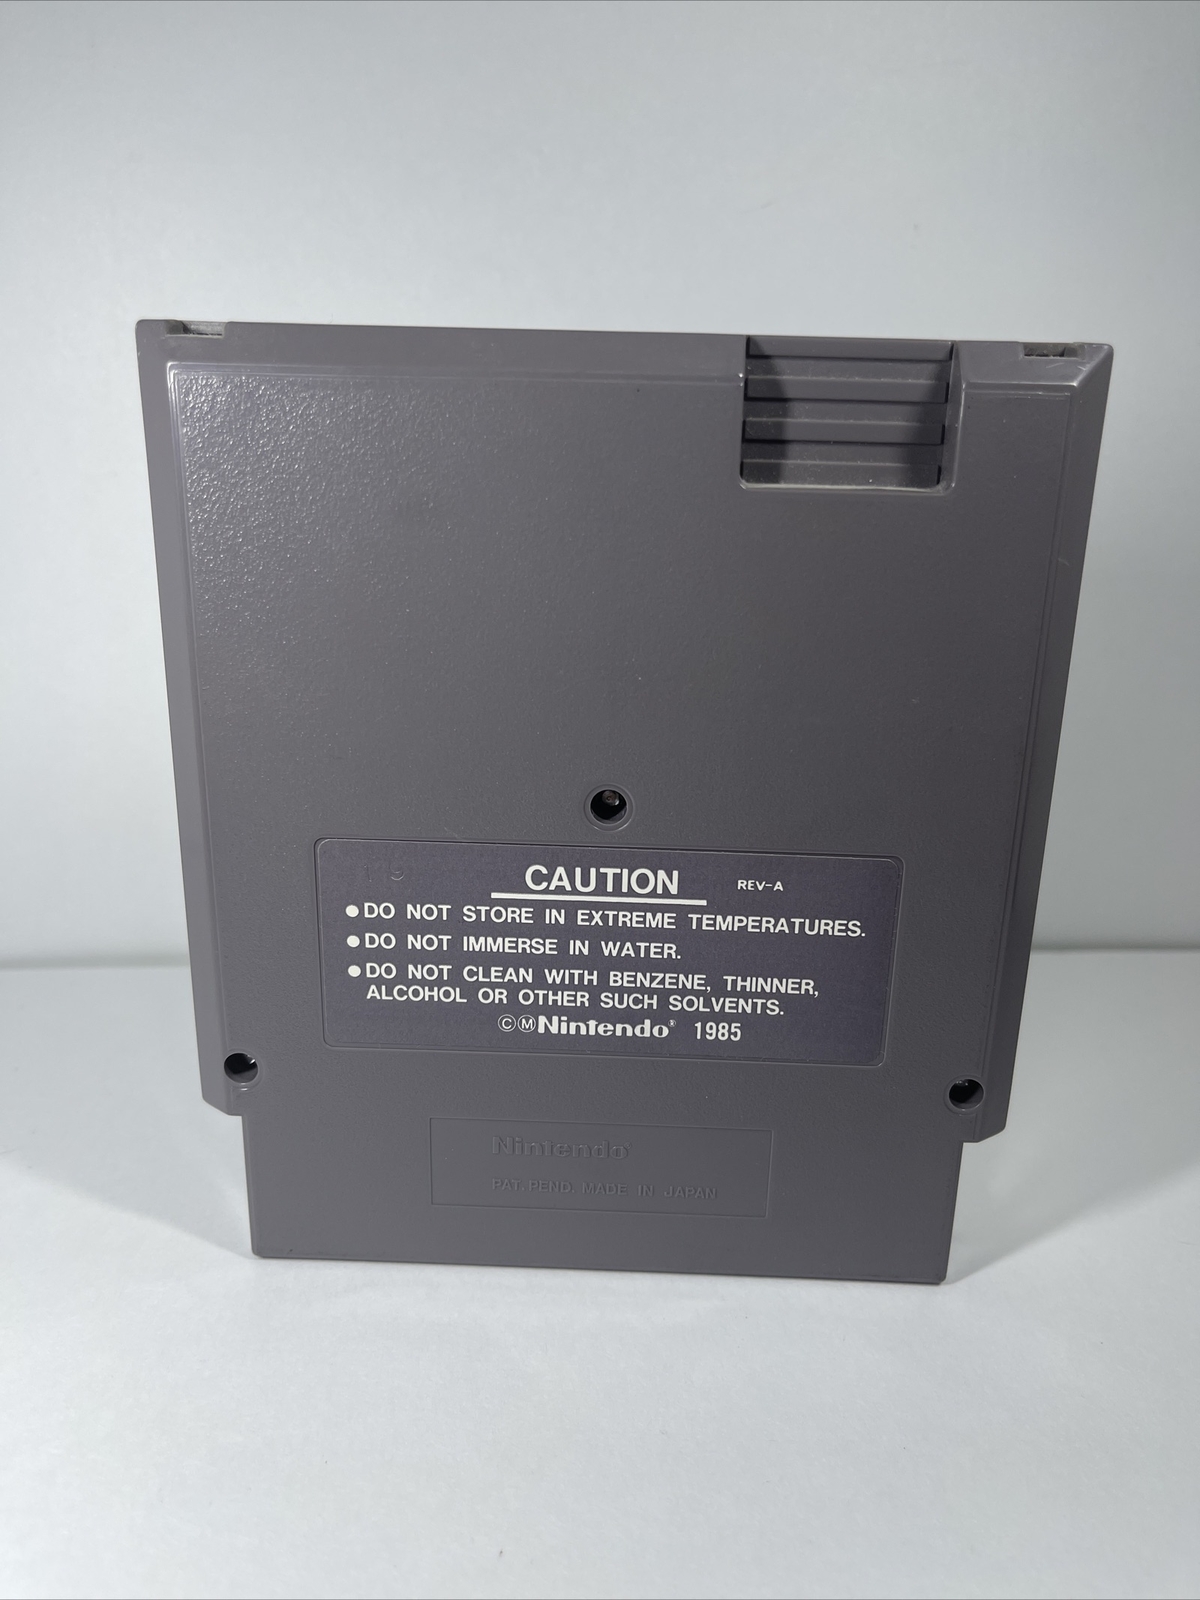 CAUTION REV-A
●DO NOT STORE IN EXTREME TEMPERATURES.
●DO NOT IMMERSE IN WATER.
●DO NOT CLEAN WITH BENZENE, THINNER,
ALCOHOL OR OTHER SUCH SOLVENTS.
©Ⓜ Nintendo® 1985
Nintendo®
PAT. PEND. MADE IN JAPAN